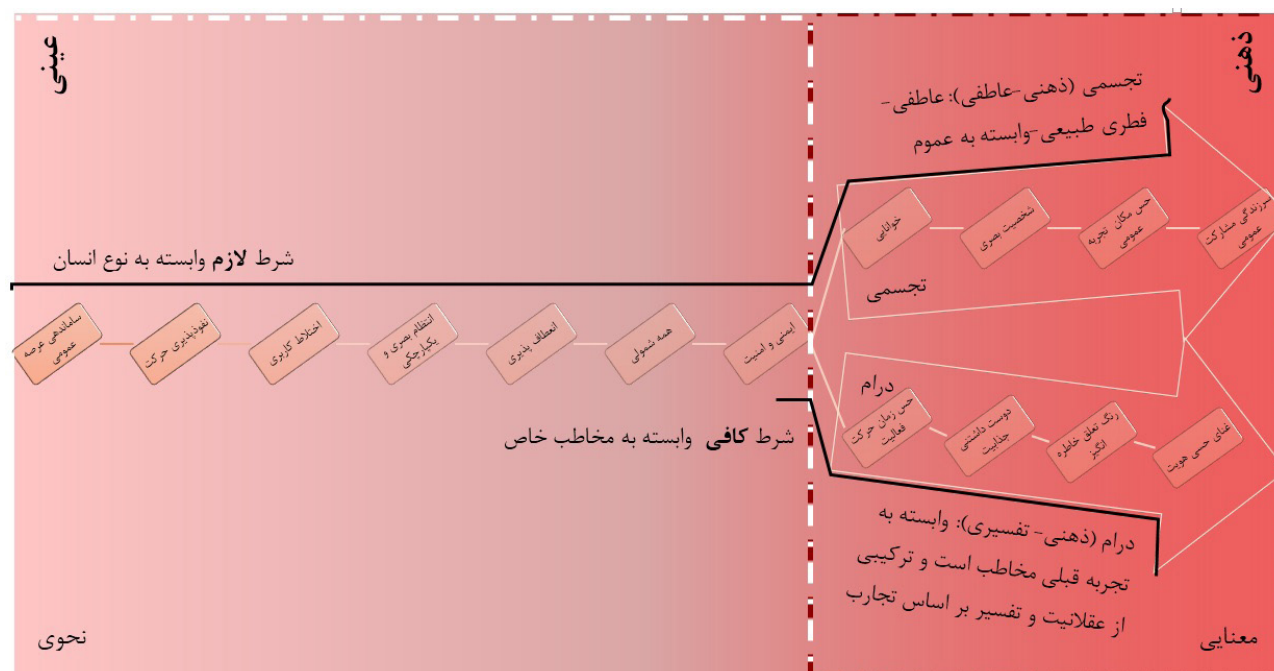 ذهنی
عینی
تجسمی (ذهنی-عاطفی): عاطفی-
فطری طبیعی-وابسته به عموم
خوانایی
شخصیت بصری
حس مکان تجربه
عمومی
سرزندگی مشارکت
عمومی
تجسمی
شرط لازم وابسته به نوع انسان
ساماندهی عرصه
عمومی
نفوذپذیری حرکت
اختلاط کاربری
انتظام بصری و
یکپارچگی
انعطاف پذیری
همه شمولی
ایمنی و امنیت
درام
حس زمان حرکت
فعالیت
دوست داشتنی
جذابیت
رنگ تعلق خاطره
انگیز
غنای حسی هویت
شرط کافی وابسته به مخاطب خاص
درام (ذهنی- تفسیری): وابسته به
تجربه قبلی مخاطب است و ترکیبی
از عقلانیت و تفسیر بر اساس تجارب
معنایی
نحوی